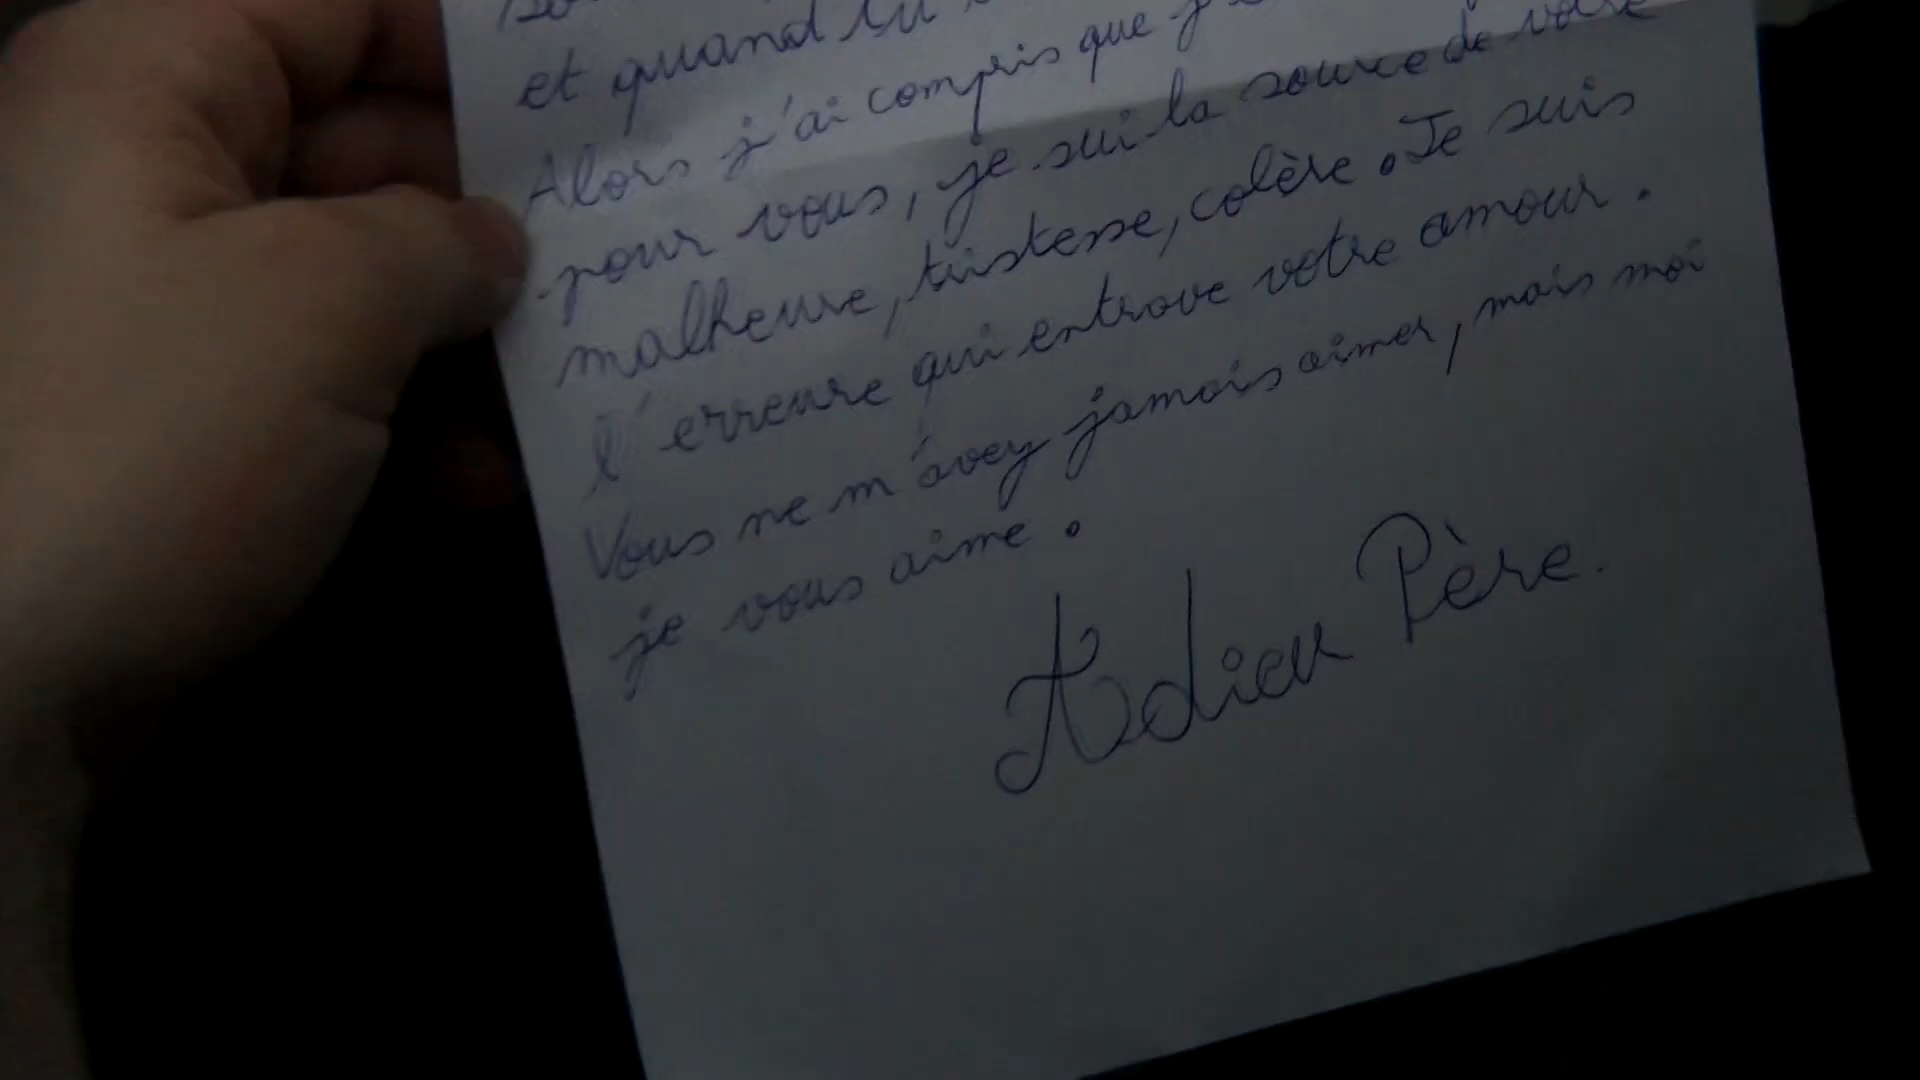 et quand tu
Alors j'ai compris que
pour vous, je sui la source de votre
malheure, tristesse, colère. Je suis
l'erreure qui entrave votre amour.
Vous ne m'avez jamais aimer, mais moi
je vous aime.
Adieu Père.